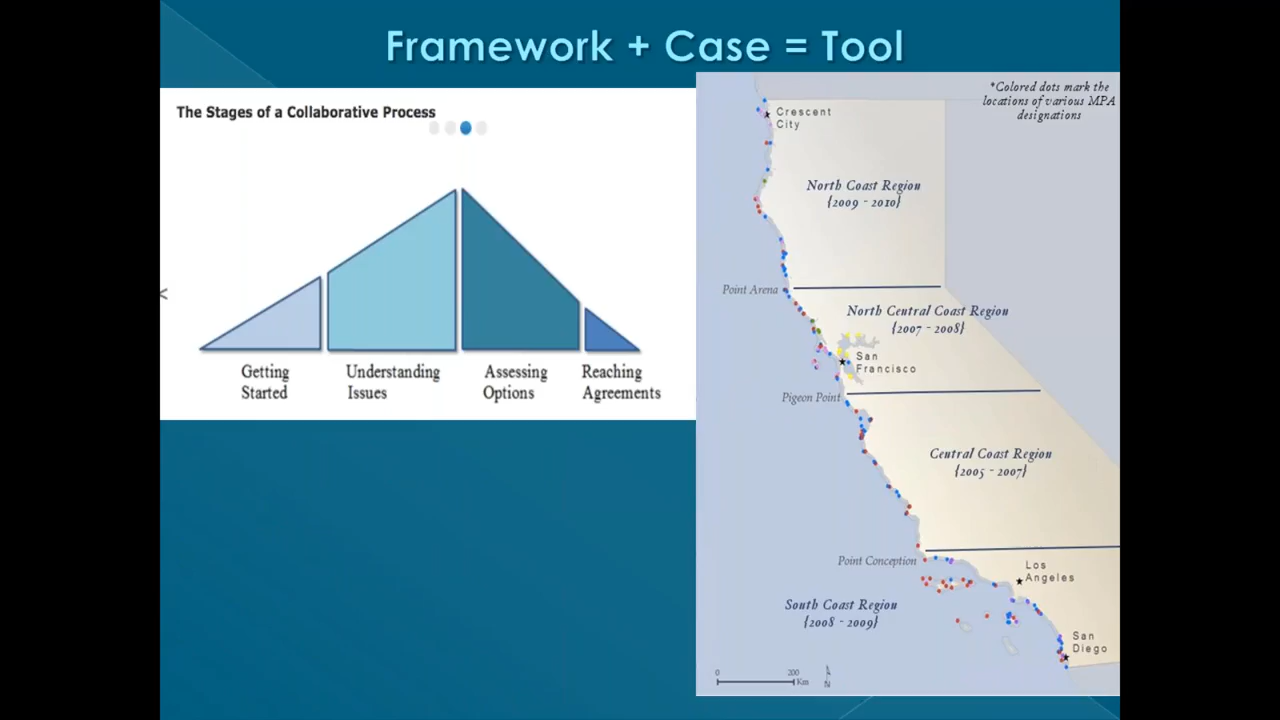 Framework + Case = Tool
The Stages of a Collaborative Process
Getting
Started
Understanding
Issues
Assessing
Options
Reaching
Agreements
*Colored dots mark the
locations of various MPA
designations
Crescent
City
North Coast Region
{2009 - 2010}
Point Arena
North Central Coast Region
{2007 - 2008}
San
Francisco
Pigeon Point
Central Coast Region
{2005 - 2007}
Point Conception
Los
Angeles
South Coast Region
{2008 - 2009}
San
Diego
0 200
Km
N